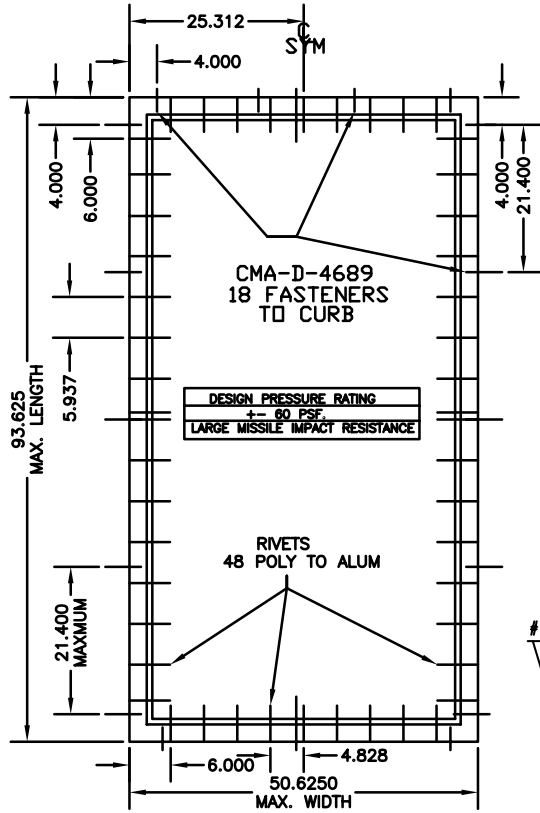 25.312
℄
SYM
4.000
4.000
6.000
4.000
21.400
CMA-D-4689
18 FASTENERS
TO CURB
93.625
MAX. LENGTH
5.937
DESIGN PRESSURE RATING
+- 60 PSF.
LARGE MISSILE IMPACT RESISTANCE
RIVETS
48 POLY TO ALUM
21.400
MAXMUM
#
6.000
4.828
50.6250
MAX. WIDTH